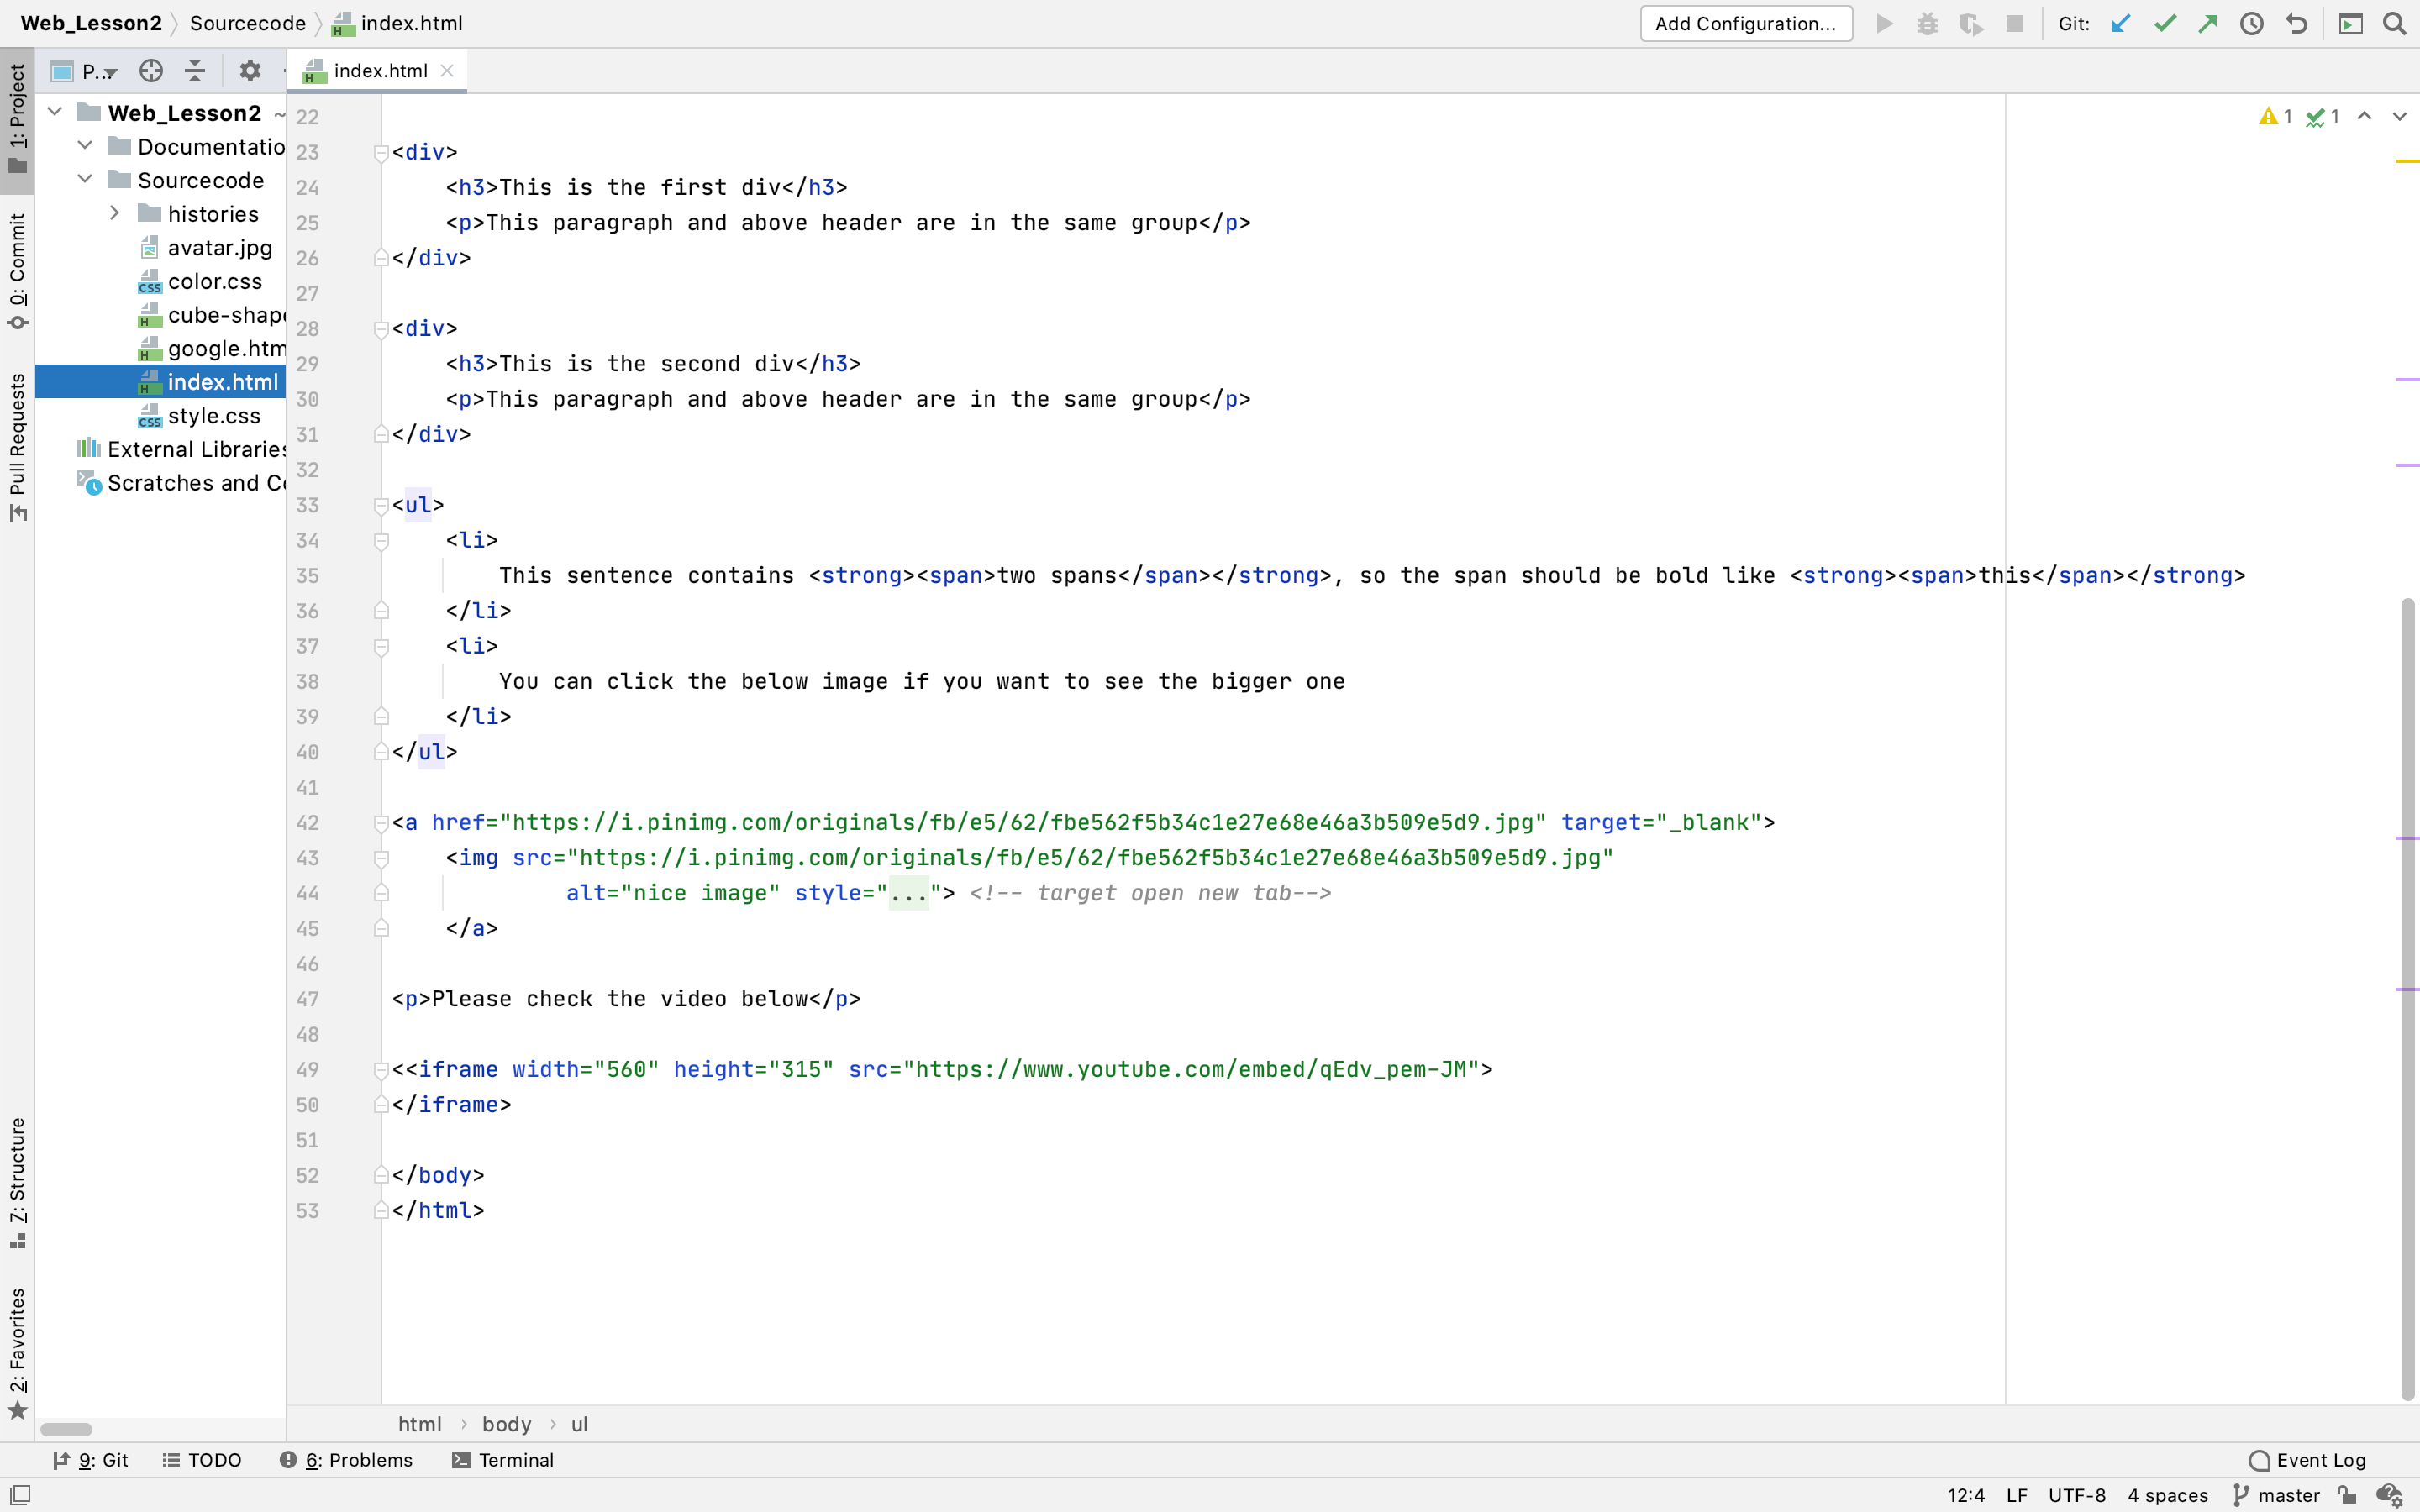 Web_Lesson2 Sourcecode index.html Add Configuration... Git:
P... index.html
1: Project
0: Commit
Pull Requests
7: Structure
2: Favorites
Web_Lesson2 ~
Documentatio
Sourcecode
histories
avatar.jpg
color.css
cube-shap
google.htm
index.html
style.css
External Libraries
Scratches and Co
1 1
22
23 <div>
24 <h3>This is the first div</h3>
25 <p>This paragraph and above header are in the same group</p>
26 </div>
27
28 <div>
29 <h3>This is the second div</h3>
30 <p>This paragraph and above header are in the same group</p>
31 </div>
32
33 <ul>
34 <li>
35 This sentence contains <strong><span>two spans</span></strong>, so the span should be bold like <strong><span>this</span></strong>
36 </li>
37 <li>
38 You can click the below image if you want to see the bigger one
39 </li>
40 </ul>
41
42 <a href="https://i.pinimg.com/originals/fb/e5/62/fbe562f5b34c1e27e68e46a3b509e5d9.jpg" target="_blank">
43 <img src="https://i.pinimg.com/originals/fb/e5/62/fbe562f5b34c1e27e68e46a3b509e5d9.jpg"
44 alt="nice image" style="..."> <!-- target open new tab-->
45 </a>
46
47 <p>Please check the video below</p>
48
49 <<iframe width="560" height="315" src="https://www.youtube.com/embed/qEdv_pem-JM">
50 </iframe>
51
52 </body>
53 </html>
html › body › ul
9: Git TODO 6: Problems Terminal Event Log
12:4 LF UTF-8 4 spaces master